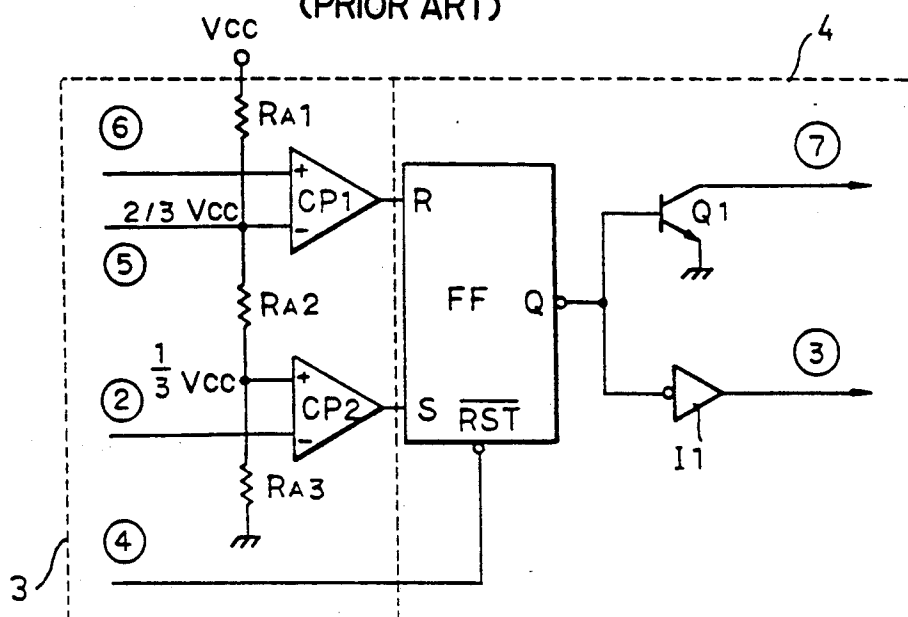 (PRIOR ART)
Vcc
4
RA1
6
7
+
CP1
R
Q1
2/3 Vcc
-
5
RA2
FF
Q
1/3 Vcc
3
+
2
CP2
S
RST
-
I1
RA3
4
3